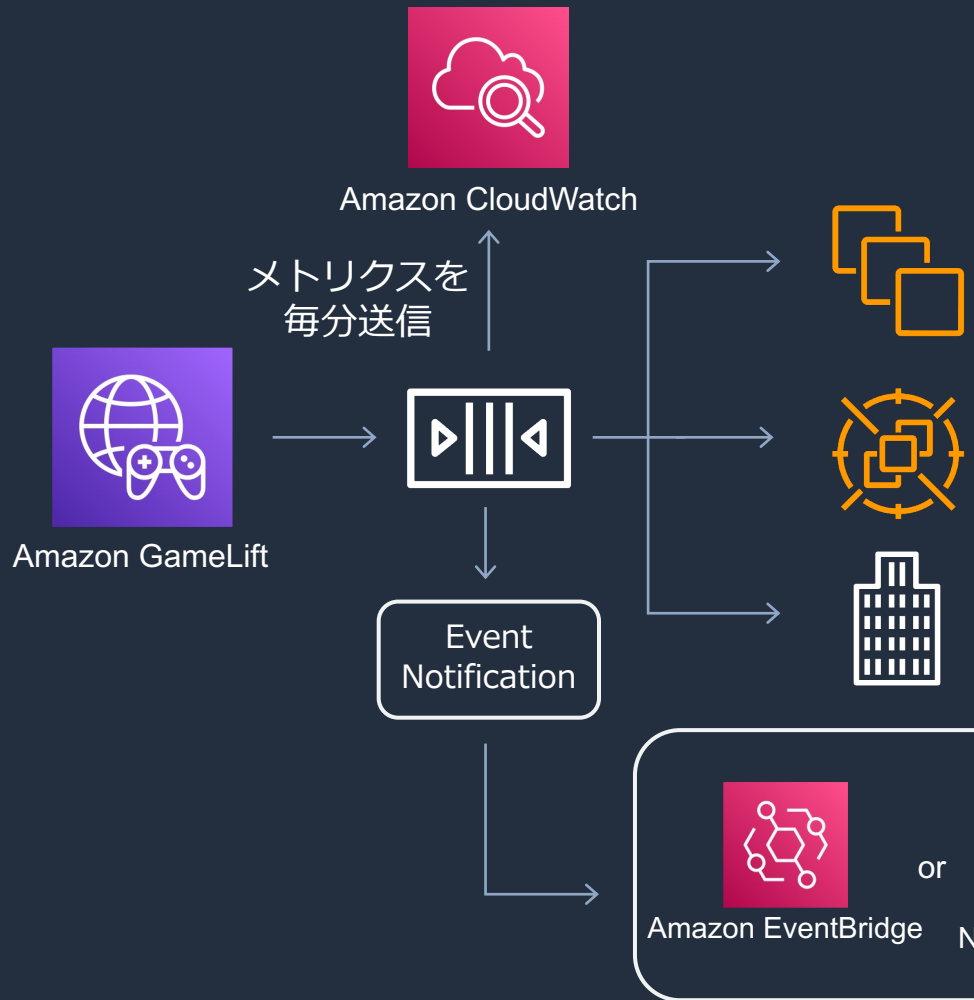 Amazon CloudWatch
メトリクスを
毎分送信
Amazon GameLift
Event
Notification
or
Amazon EventBridge